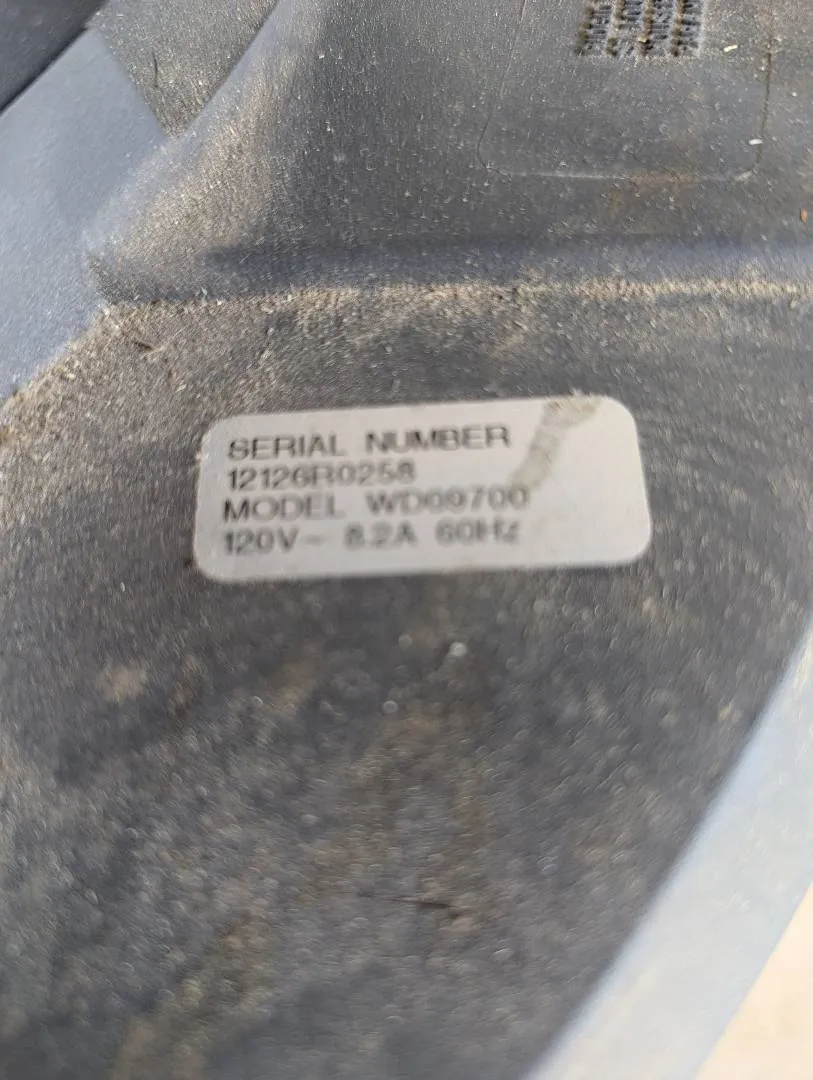 SERIAL NUMBER
12126R0258
MODEL WD09700
120V~ 8.2A 60Hz